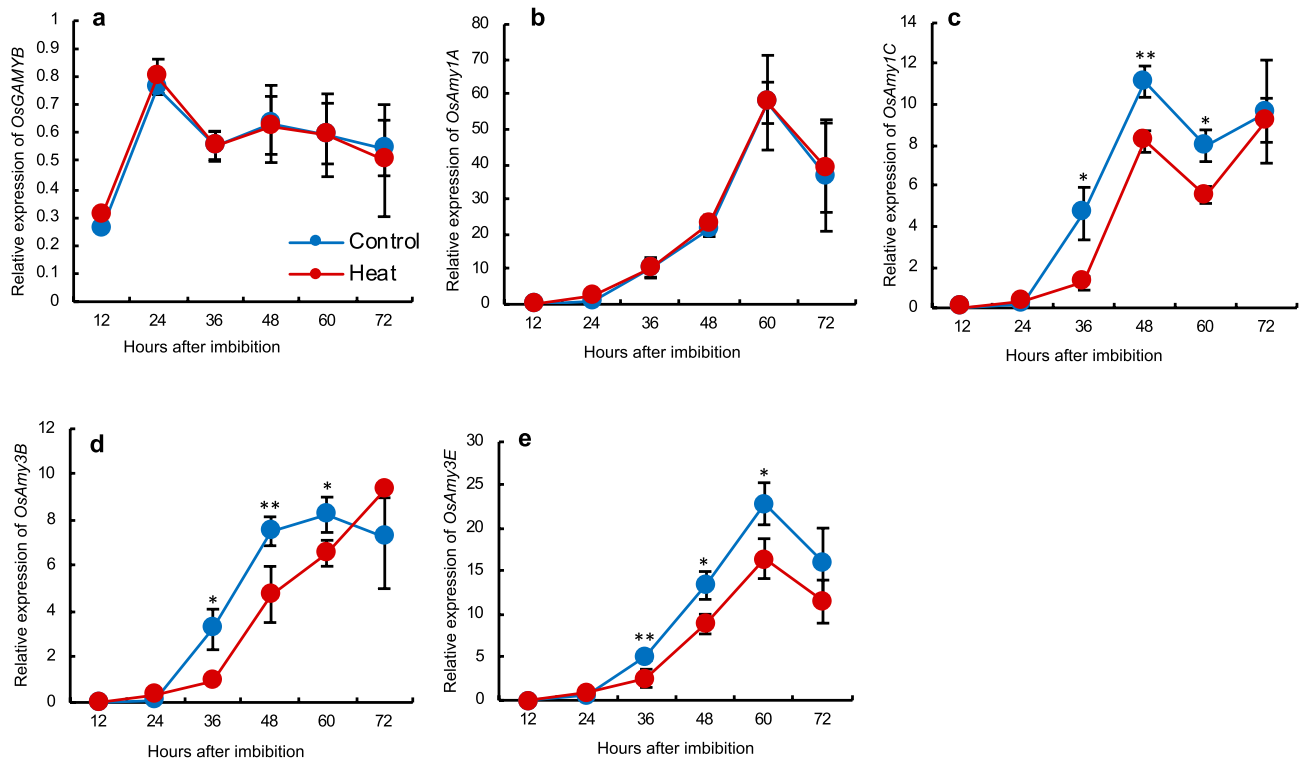 a
Relative expression of OsGAMYB
1
0.9
0.8
0.7
0.6
0.5
0.4
0.3
0.2
0.1
0
Control
Heat
12 24 36 48 60 72
Hours after imbibition
b
Relative expression of OsAmy1A
80
70
60
50
40
30
20
10
0
12 24 36 48 60 72
Hours after imbibition
c
Relative expression of OsAmy1C
14
12
10
8
6
4
2
0
*
**
*
12 24 36 48 60 72
Hours after imbibition
d
Relative expression of OsAmy3B
12
10
8
6
4
2
0
*
**
*
12 24 36 48 60 72
Hours after imbibition
e
Relative expression of OsAmy3E
30
25
20
15
10
5
0
**
*
*
12 24 36 48 60 72
Hours after imbibition